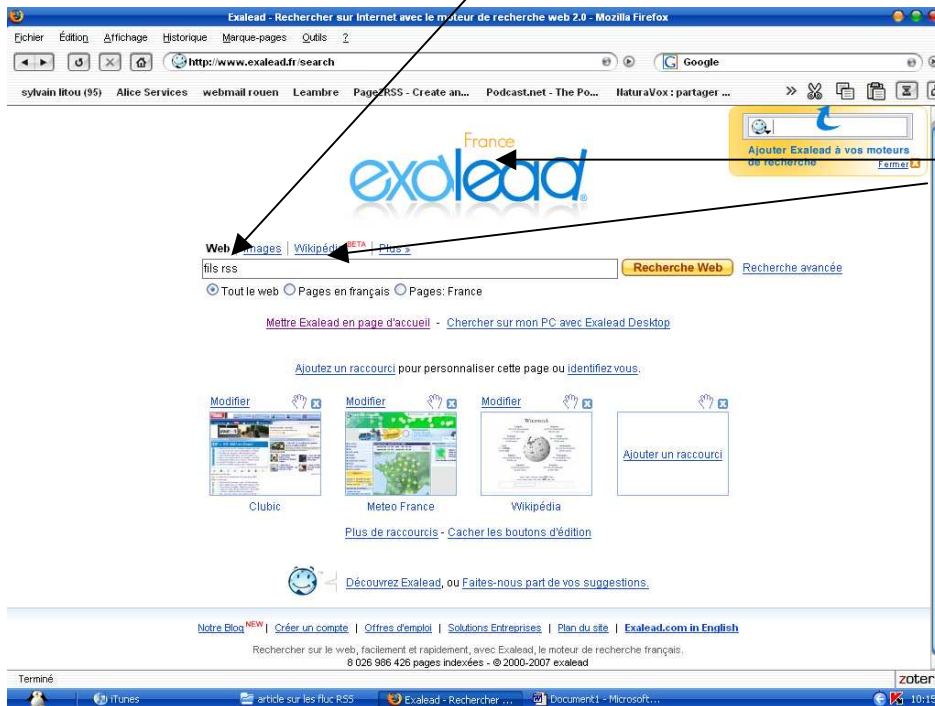 Exalead - Rechercher sur Internet avec le moteur de recherche web 2.0 - Mozilla Firefox
Fichier Édition Affichage Historique Marque-pages Outils ?
http://www.exalead.fr/search Google
sylvain litou (95) Alice Services webmail rouen Leambre Page2RSS - Create an... Podcast.net - The Po... NaturaVox : partager ... »
Ajouter Exalead à vos moteurs
de recherche Fermer
France
exalead
Web Images | Wikipédia BETA | Plus »
fils rss Recherche Web Recherche avancée
Tout le web Pages en français Pages: France
Mettre Exalead en page d'accueil - Chercher sur mon PC avec Exalead Desktop
Ajoutez un raccourci pour personnaliser cette page ou identifiez vous.
Modifier Modifier Modifier
Ajouter un raccourci
Clubic Meteo France Wikipédia
Plus de raccourcis - Cacher les boutons d'édition
Découvrez Exalead, ou Faites-nous part de vos suggestions.
Notre Blog NEW | Créer un compte | Offres d'emploi | Solutions Entreprises | Plan du site | Exalead.com in English
Rechercher sur le web, facilement et rapidement, avec Exalead, le moteur de recherche français.
8 026 986 426 pages indexées - © 2000-2007 exalead
Terminé zoter
iTunes article sur les fluc RSS Exalead - Rechercher ... Document1 - Microsoft... 10:15